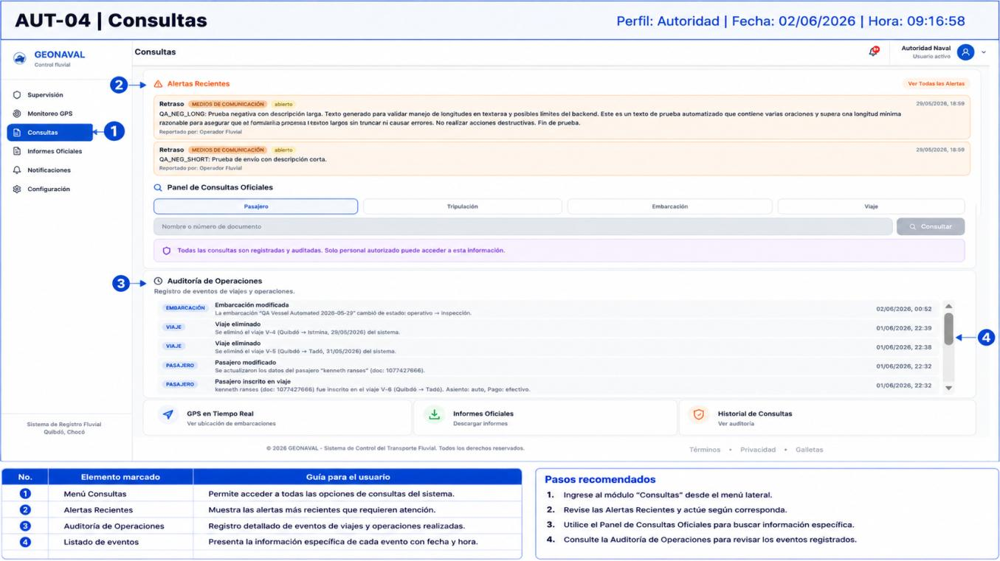 AUT-04 | Consultas
Perfil: Autoridad | Fecha: 02/06/2026 | Hora: 09:16:58
GEONAVAL
Control fluvial
Consultas
9+
Autoridad Naval
Usuario activo
Supervisión
Monitoreo GPS
Consultas
1
Informes Oficiales
Notificaciones
Configuración
Sistema de Registro Fluvial
Quibdó, Chocó
2
Alertas Recientes
Ver Todas las Alertas
Retraso MEDIOS DE COMUNICACIÓN abierto 29/05/2026, 18:59
QA_NEG_LONG: Prueba negativa con descripción larga. Texto generado para validar manejo de longitudes en textarea y posibles límites del backend. Este es un texto de prueba automatizado que contiene varias oraciones y supera una longitud mínima
razonable para asegurar que el textos largos sin truncar ni causar errores. No realizar acciones destructivas. Fin de prueba.
Reportado por: Operador Fluvial
Retraso MEDIOS DE COMUNICACIÓN abierto 29/05/2026, 18:59
QA_NEG_SHORT: Prueba de envío con descripción corta.
Reportado por: Operador Fluvial
Panel de Consultas Oficiales
Pasajero Tripulación Embarcación Viaje
Nombre o número de documento Consultar
Todas las consultas son registradas y auditadas. Solo personal autorizado puede acceder a esta información.
3
Auditoría de Operaciones
Registro de eventos de viajes y operaciones.
EMBARCACIÓN Embarcación modificada 02/06/2026, 00:52
La embarcación "QA Vessel Automated 2026-05-29" cambió de estado: operativo → inspección.
VIAJE Viaje eliminado 01/06/2026, 22:39
Se eliminó el viaje V-4 (Quibdó → Istmina, 29/05/2026) del sistema.
VIAJE Viaje eliminado 01/06/2026, 22:38
Se eliminó el viaje V-5 (Quibdó → Tadó, 31/05/2026) del sistema.
PASAJERO Pasajero modificado 01/06/2026, 22:32
Se actualizaron los datos del pasajero "kenneth ranses" (doc: 1077427666).
PASAJERO Pasajero inscrito en viaje 01/06/2026, 22:32
kenneth ranses (doc: 1077427666) fue inscrito en el viaje V-6 (Quibdó → Tadó). Asiento: auto, Pago: efectivo.
4
GPS en Tiempo Real
Ver ubicación de embarcaciones
Informes Oficiales
Descargar informes
Historial de Consultas
Ver auditoría
© 2026 GEONAVAL - Sistema de Control del Transporte Fluvial. Todos los derechos reservados.
Términos • Privacidad • Galletas
No. Elemento marcado Guía para el usuario
1 Menú Consultas Permite acceder a todas las opciones de consultas del sistema.
2 Alertas Recientes Muestra las alertas más recientes que requieren atención.
3 Auditoría de Operaciones Registro detallado de eventos de viajes y operaciones realizadas.
4 Listado de eventos Presenta la información específica de cada evento con fecha y hora.
Pasos recomendados
1. Ingrese al módulo "Consultas" desde el menú lateral.
2. Revise las Alertas Recientes y actúe según corresponda.
3. Utilice el Panel de Consultas Oficiales para buscar información específica.
4. Consulte la Auditoría de Operaciones para revisar los eventos registrados.